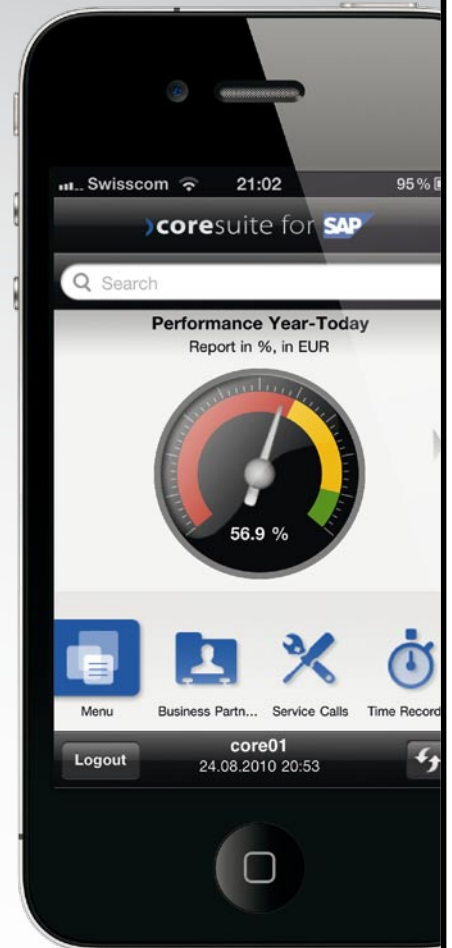 Swisscom 21:02 95 %
coresuite for SAP
Search
Performance Year-Today
Report in %, in EUR
56.9 %
Menu Business Partn... Service Calls Time Record
Logout
core01
24.08.2010 20:53